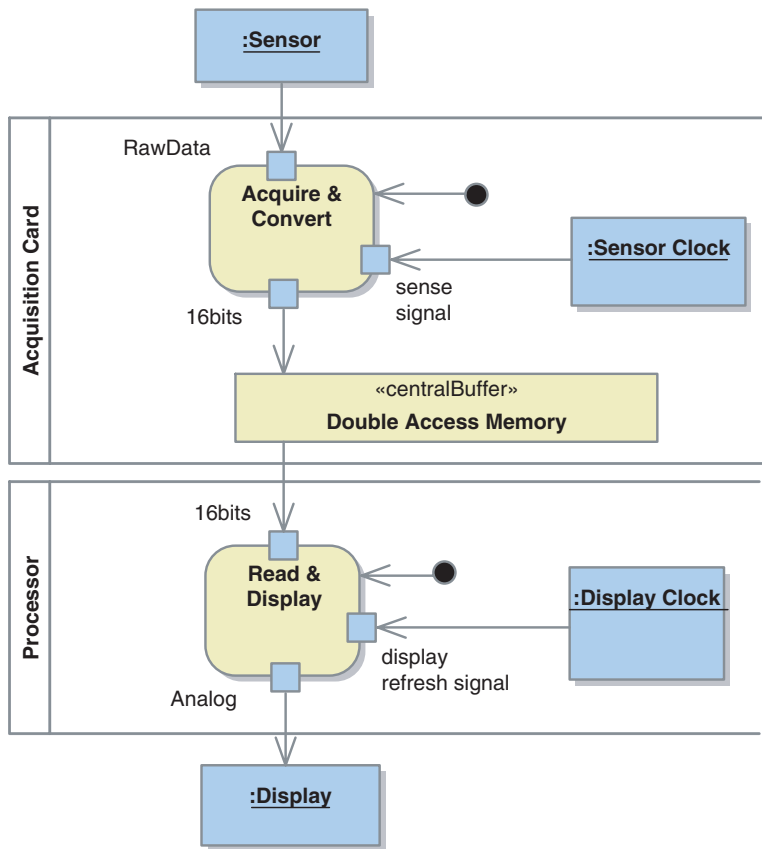 :Sensor
Acquisition Card
RawData
Acquire &
Convert
:Sensor Clock
sense
signal
16bits
«centralBuffer»
Double Access Memory
Processor
16bits
Read &
Display
:Display Clock
display
refresh signal
Analog
:Display